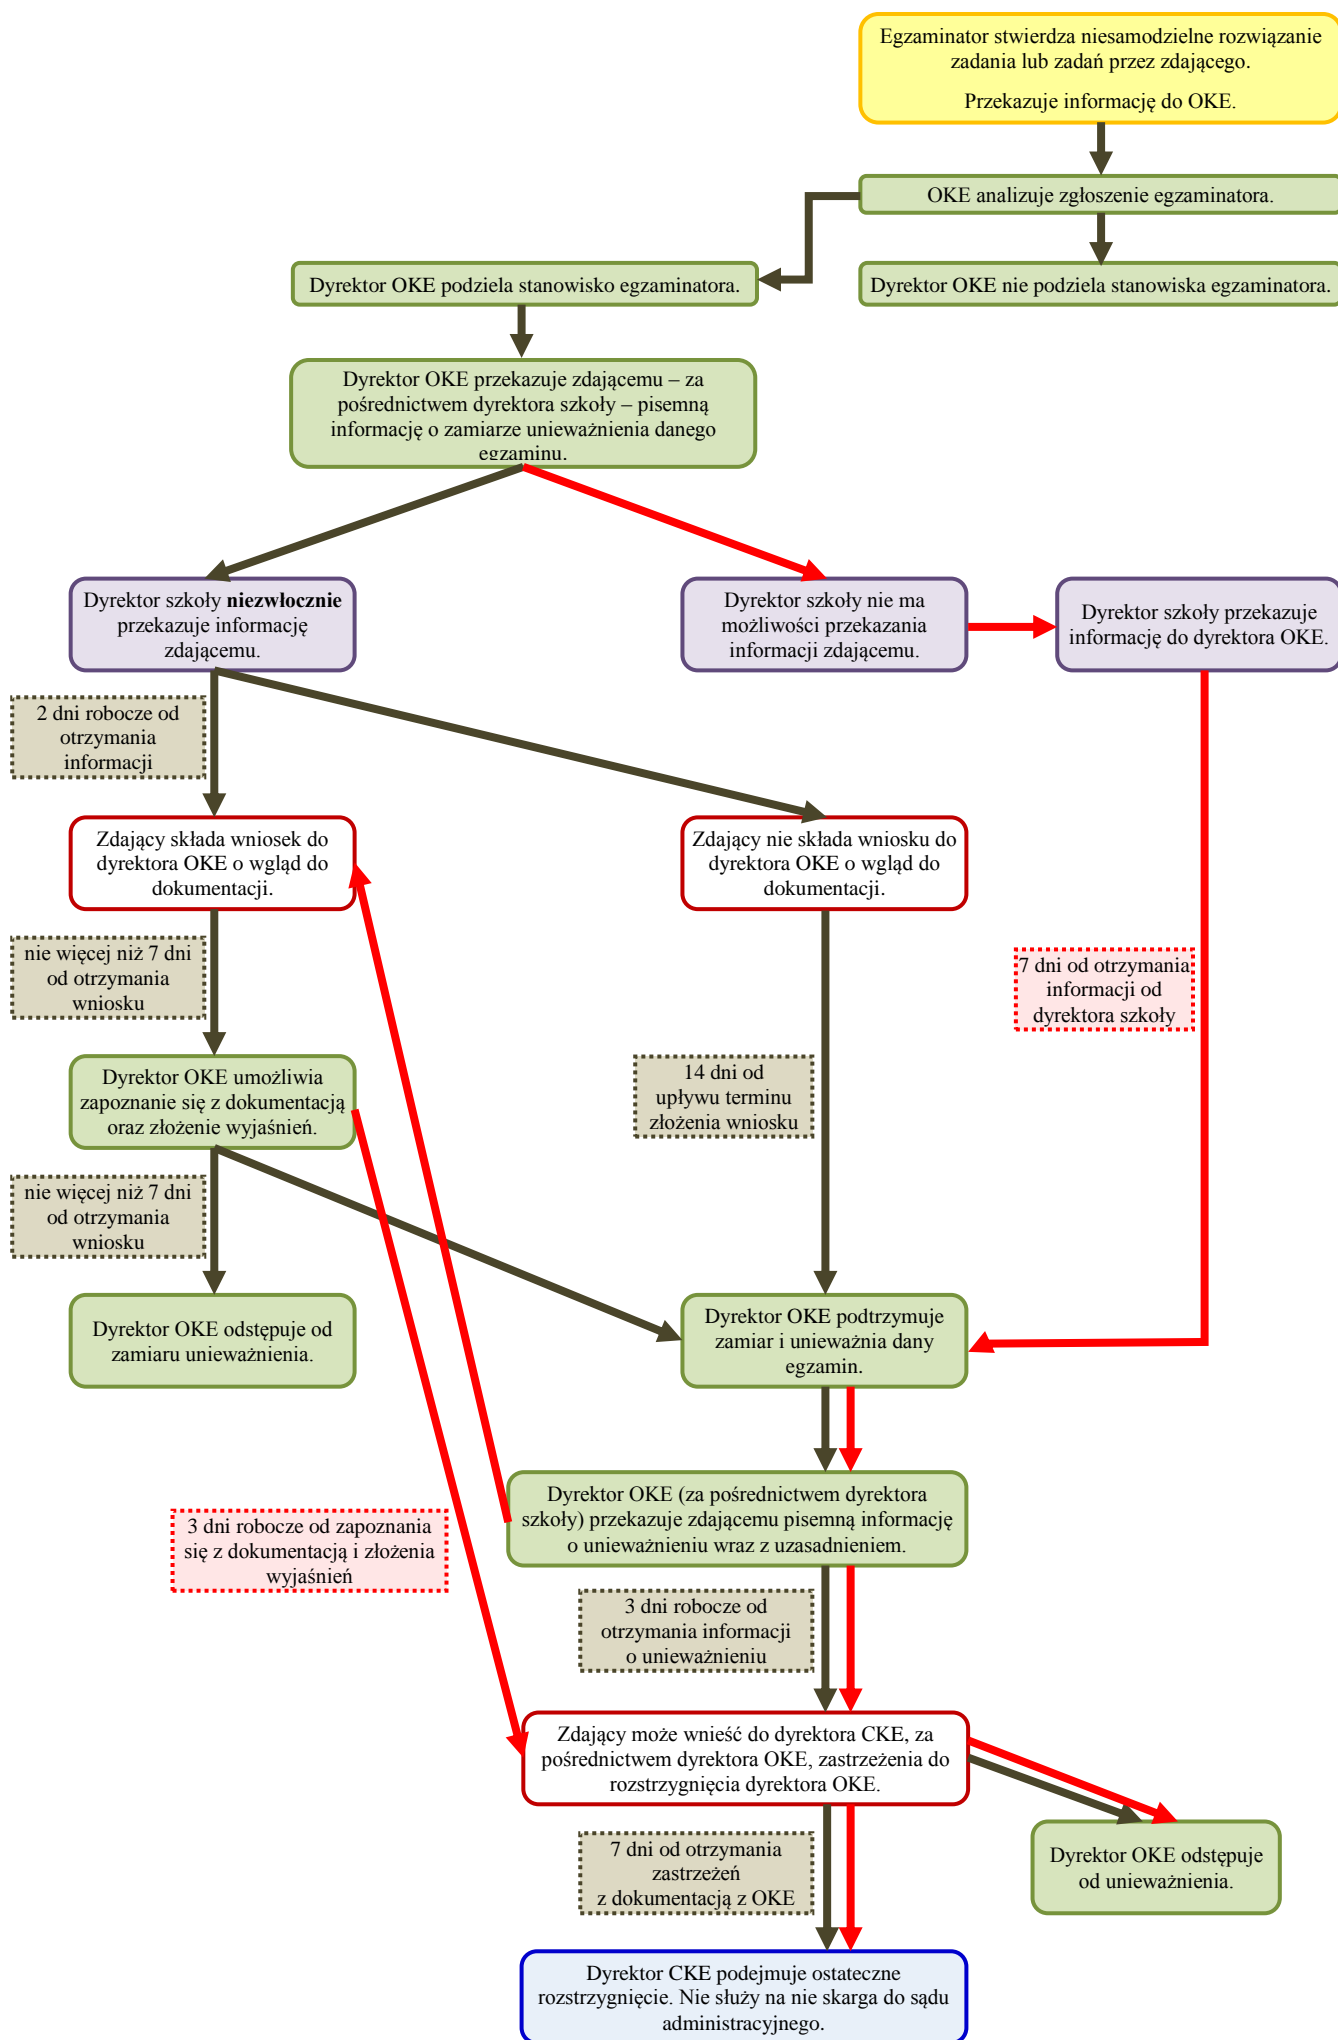 Egzaminator stwierdza niesamodzielne rozwiązanie
zadania lub zadań przez zdającego.
Przekazuje informację do OKE.
OKE analizuje zgłoszenie egzaminatora.
Dyrektor OKE podziela stanowisko egzaminatora.
Dyrektor OKE nie podziela stanowiska egzaminatora.
Dyrektor OKE przekazuje zdającemu – za
pośrednictwem dyrektora szkoły – pisemną
informację o zamiarze unieważnienia danego
egzaminu.
Dyrektor szkoły niezwłocznie
przekazuje informację
zdającemu.
Dyrektor szkoły nie ma
możliwości przekazania
informacji zdającemu.
Dyrektor szkoły przekazuje
informację do dyrektora OKE.
2 dni robocze od
otrzymania
informacji
Zdający składa wniosek do
dyrektora OKE o wgląd do
dokumentacji.
Zdający nie składa wniosku do
dyrektora OKE o wgląd do
dokumentacji.
nie więcej niż 7 dni
od otrzymania
wniosku
7 dni od otrzymania
informacji od
dyrektora szkoły
Dyrektor OKE umożliwia
zapoznanie się z dokumentacją
oraz złożenie wyjaśnień.
14 dni od
upływu terminu
złożenia wniosku
nie więcej niż 7 dni
od otrzymania
wniosku
Dyrektor OKE odstępuje od
zamiaru unieważnienia.
Dyrektor OKE podtrzymuje
zamiar i unieważnia dany
egzamin.
Dyrektor OKE (za pośrednictwem dyrektora
szkoły) przekazuje zdającemu pisemną informację
o unieważnieniu wraz z uzasadnieniem.
3 dni robocze od zapoznania
się z dokumentacją i złożenia
wyjaśnień
3 dni robocze od
otrzymania informacji
o unieważnieniu
Zdający może wnieść do dyrektora CKE, za
pośrednictwem dyrektora OKE, zastrzeżenia do
rozstrzygnięcia dyrektora OKE.
7 dni od otrzymania
zastrzeżeń
z dokumentacją z OKE
Dyrektor OKE odstępuje
od unieważnienia.
Dyrektor CKE podejmuje ostateczne
rozstrzygnięcie. Nie służy na nie skarga do sądu
administracyjnego.